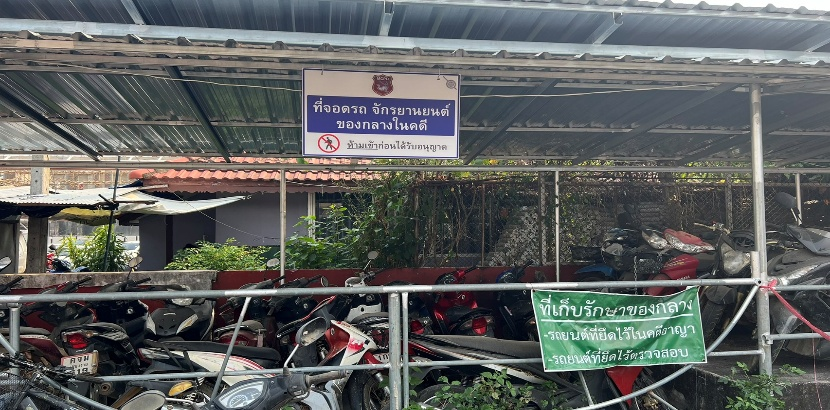 ที่จอดรถ จักรยานยนต์
ของกลางในคดี
ห้ามเข้าก่อนได้รับอนุญาต
ที่เก็บรักษาของกลาง
-รถยนต์ที่ยึดไว้ในคดีอาญา
-รถยนต์ที่ยึดไว้ตรวจสอบ